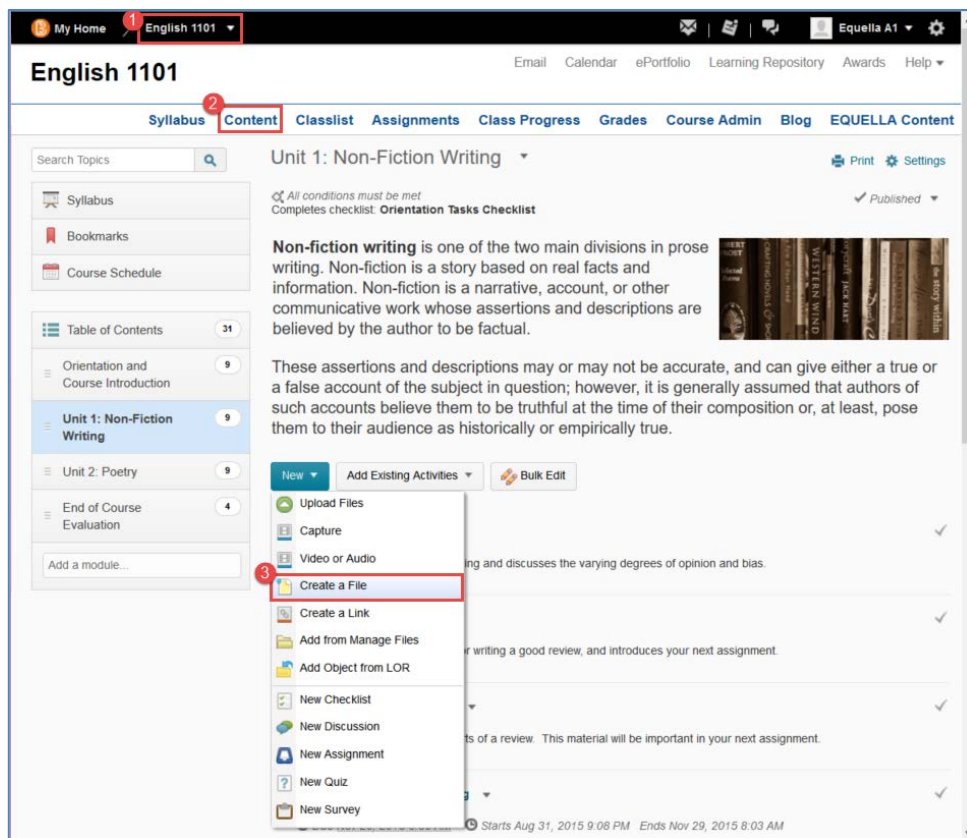 My Home
1
English 1101
Equella A1
English 1101
Email Calendar ePortfolio Learning Repository Awards Help
2
Syllabus Content Classlist Assignments Class Progress Grades Course Admin Blog EQUELLA Content
Search Topics
Syllabus
Bookmarks
Course Schedule
Table of Contents 31
Orientation and 9
Course Introduction
Unit 1: Non-Fiction 9
Writing
Unit 2: Poetry 9
End of Course 4
Evaluation
Add a module...
Unit 1: Non-Fiction Writing
Print Settings
All conditions must be met
Published
Completes checklist: Orientation Tasks Checklist
Non-fiction writing is one of the two main divisions in prose
writing. Non-fiction is a story based on real facts and
information. Non-fiction is a narrative, account, or other
communicative work whose assertions and descriptions are
believed by the author to be factual.
WESTERN WIND
JACK HART
the story within
These assertions and descriptions may or may not be accurate, and can give either a true or
a false account of the subject in question; however, it is generally assumed that authors of
such accounts believe them to be truthful at the time of their composition or, at least, pose
them to their audience as historically or empirically true.
New Add Existing Activities Bulk Edit
Upload Files
Capture
Video or Audio
ing and discusses the varying degrees of opinion and bias.
3
Create a File
Create a Link
Add from Manage Files
r writing a good review, and introduces your next assignment.
Add Object from LOR
New Checklist
New Discussion
ts of a review. This material will be important in your next assignment.
New Assignment
New Quiz
New Survey
g
Starts Aug 31, 2015 9:08 PM Ends Nov 29, 2015 8:03 AM